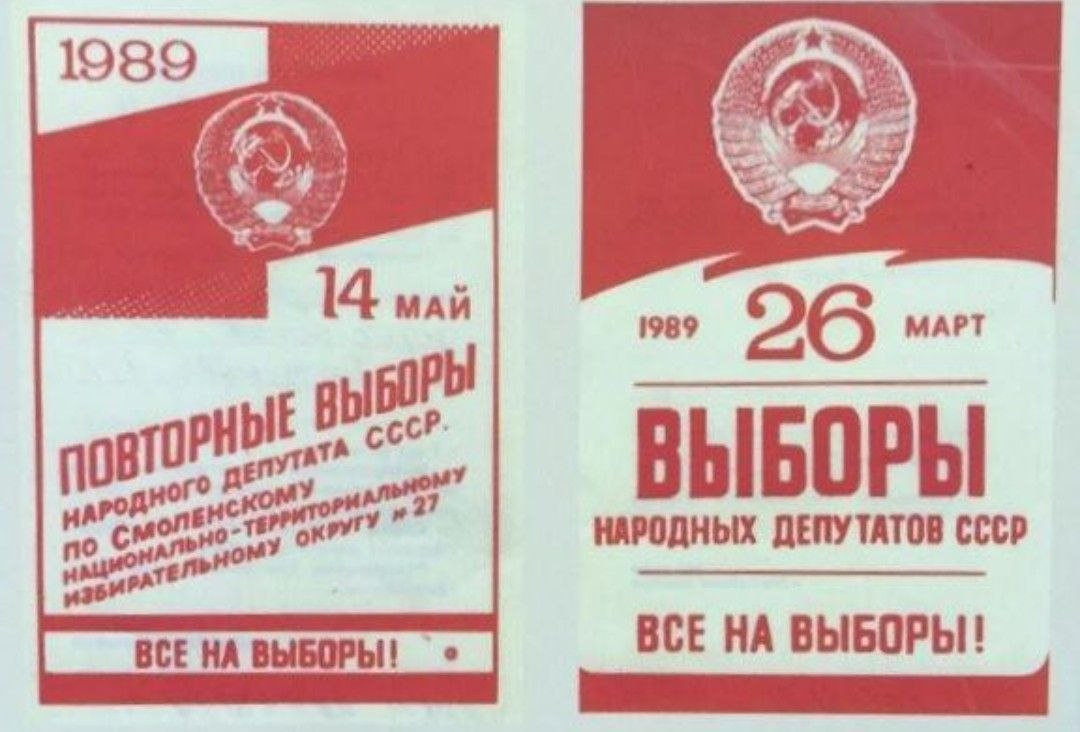 1989
14 МАЙ
ПОВТОРНЫЕ ВЫБОРЫ
НАРОДНОГО ДЕПУТАТА СССР.
ПО СМОЛЕНСКОМУ
НАЦИОНАЛЬНО-ТЕРРИТОРИАЛЬНОМУ
ИЗБИРАТЕЛЬНОМУ ОКРУГУ № 27
ВСЕ НА ВЫБОРЫ!
1989 26 МАРТ
ВЫБОРЫ
НАРОДНЫХ ДЕПУТАТОВ СССР
ВСЕ НА ВЫБОРЫ!